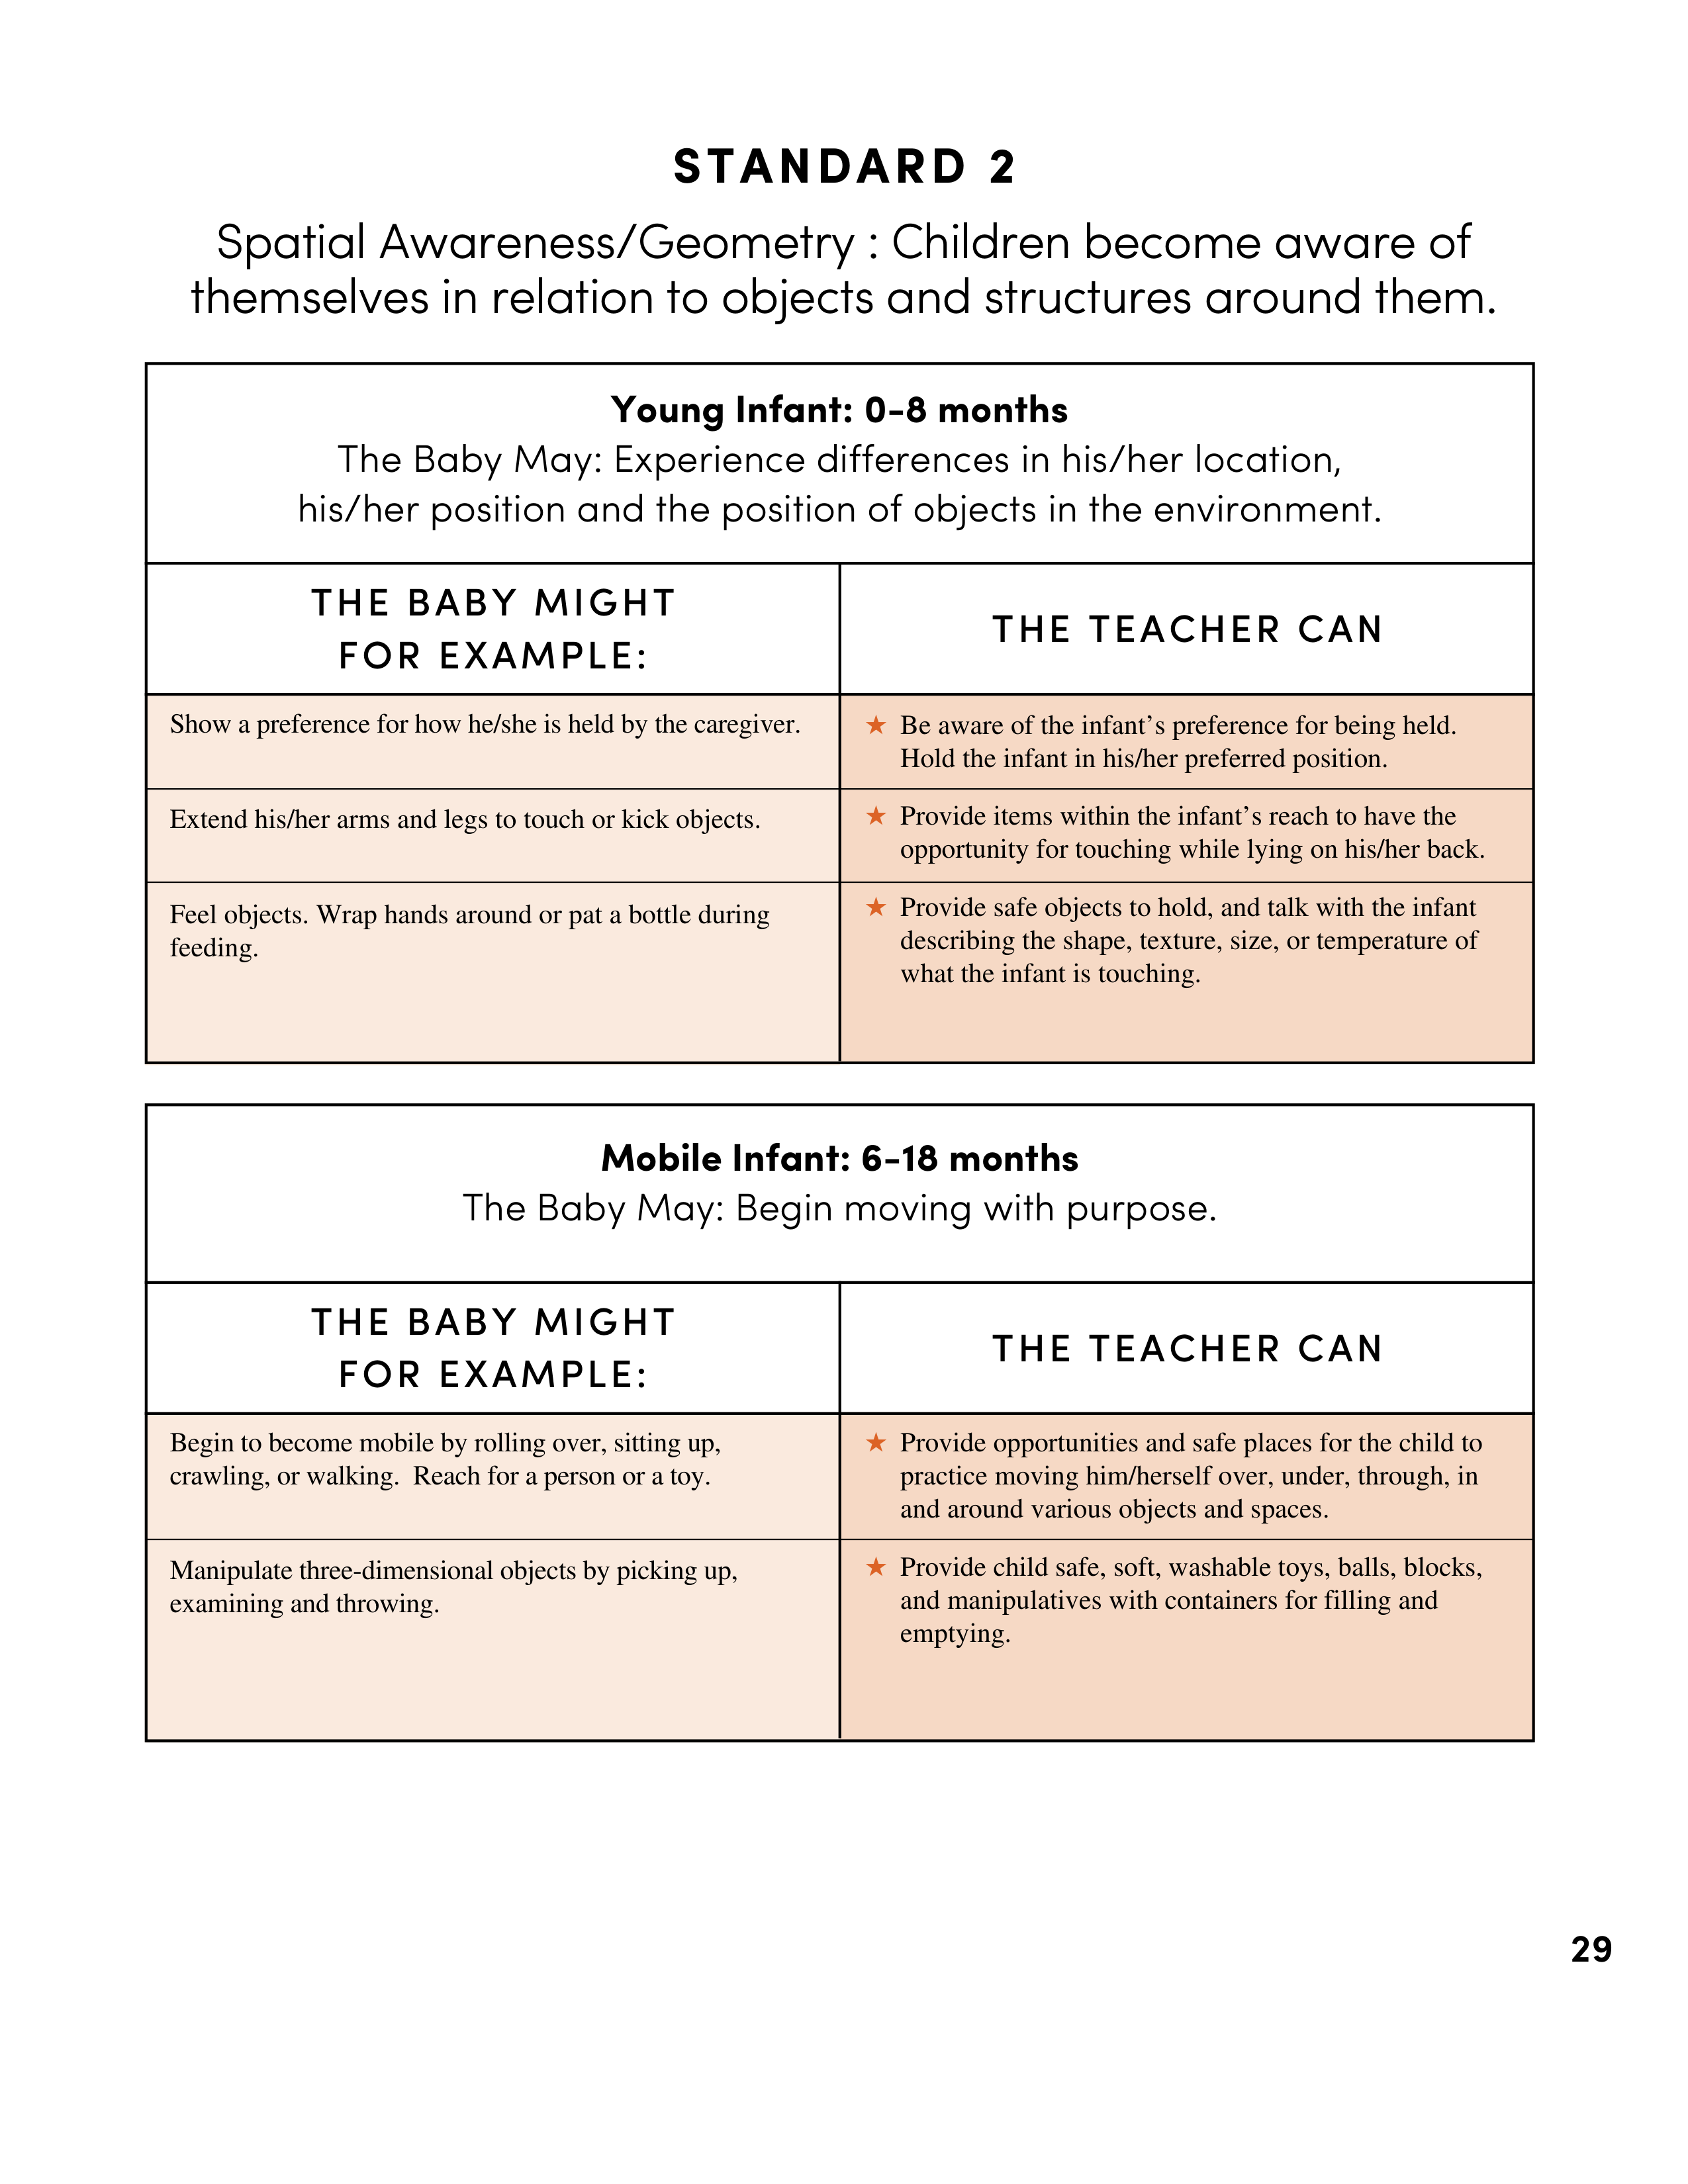 STANDARD 2
Spatial Awareness/Geometry : Children become aware of
themselves in relation to objects and structures around them.
Young Infant: 0-8 months
The Baby May: Experience differences in his/her location,
his/her position and the position of objects in the environment.
THE BABY MIGHT
FOR EXAMPLE:
THE TEACHER CAN
Show a preference for how he/she is held by the caregiver.
★ Be aware of the infant’s preference for being held.
Hold the infant in his/her preferred position.
Extend his/her arms and legs to touch or kick objects.
★ Provide items within the infant’s reach to have the
opportunity for touching while lying on his/her back.
Feel objects. Wrap hands around or pat a bottle during
feeding.
★ Provide safe objects to hold, and talk with the infant
describing the shape, texture, size, or temperature of
what the infant is touching.
Mobile Infant: 6-18 months
The Baby May: Begin moving with purpose.
THE BABY MIGHT
FOR EXAMPLE:
THE TEACHER CAN
Begin to become mobile by rolling over, sitting up,
crawling, or walking.  Reach for a person or a toy.
★ Provide opportunities and safe places for the child to
practice moving him/herself over, under, through, in
and around various objects and spaces.
Manipulate three-dimensional objects by picking up,
examining and throwing.
★ Provide child safe, soft, washable toys, balls, blocks,
and manipulatives with containers for filling and
emptying.
29